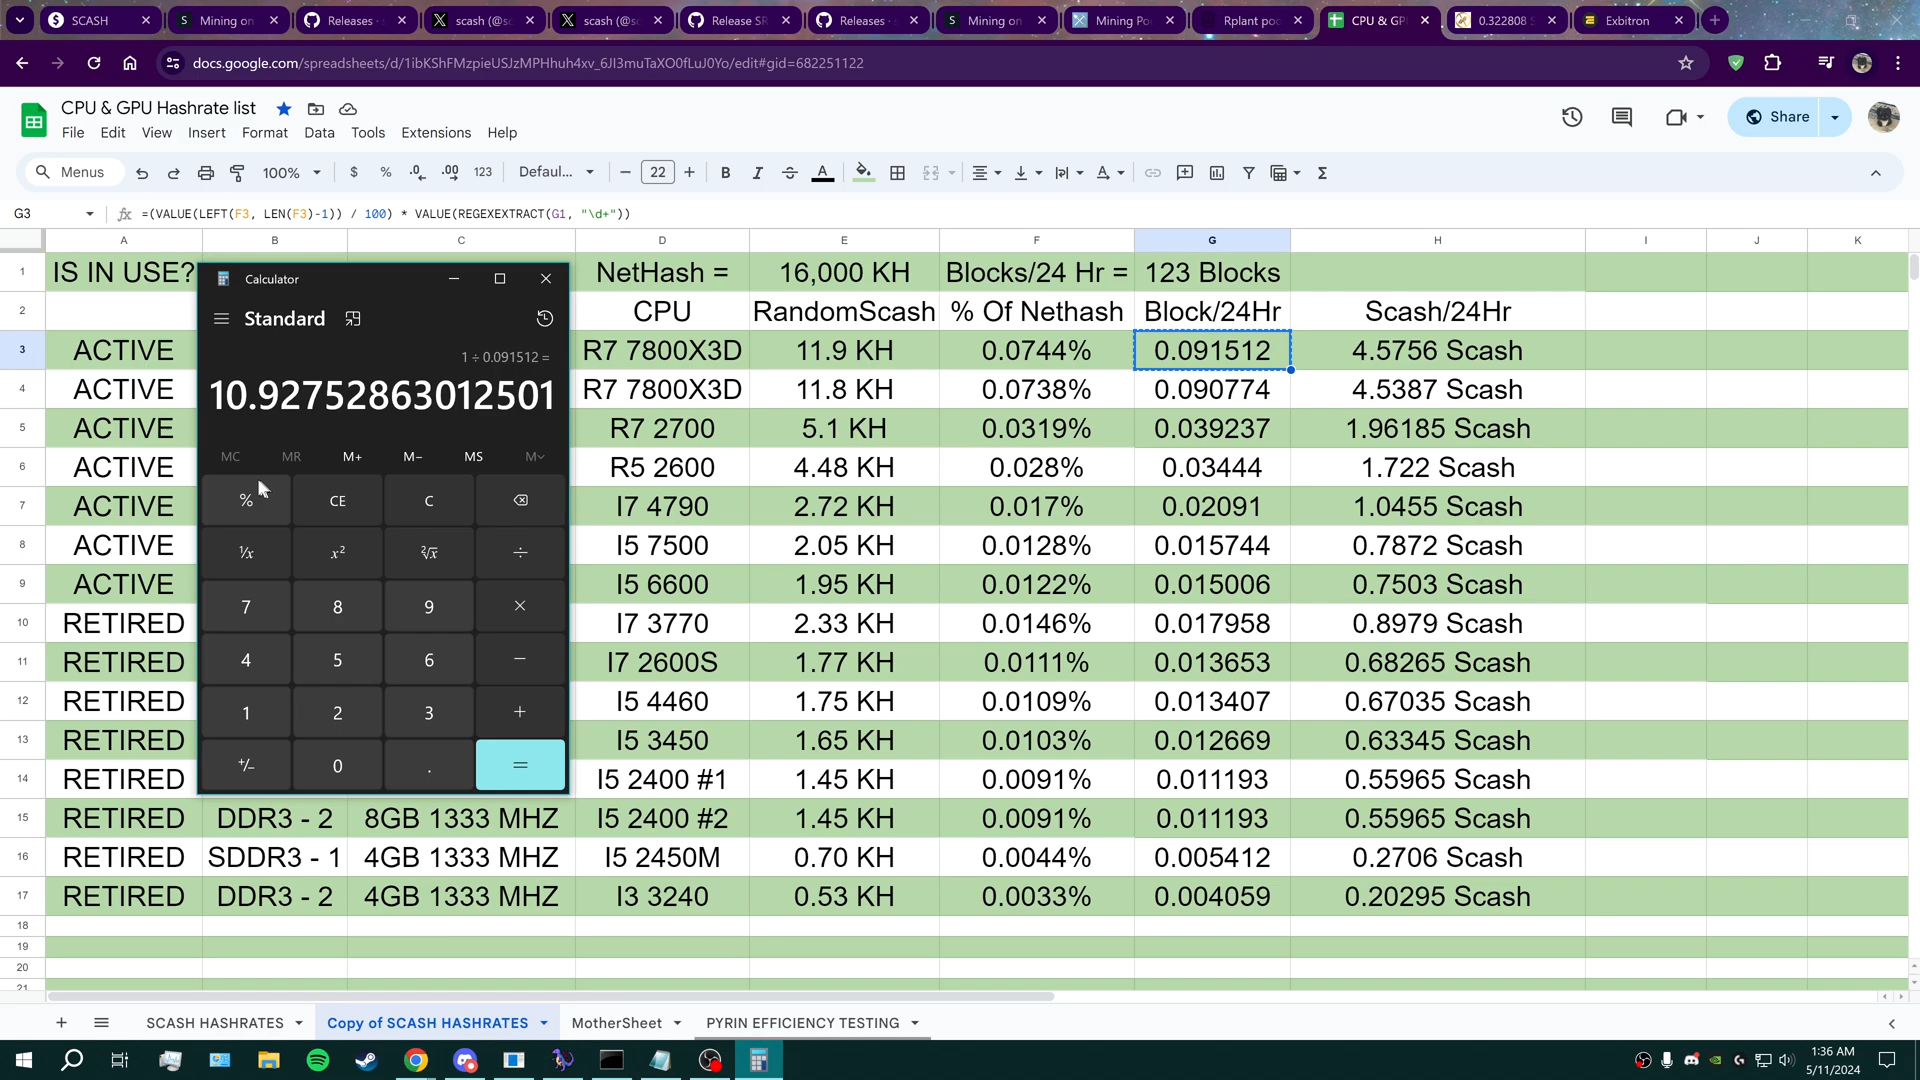 SCASH
Mining on
Releases · s
scash (@sc
scash (@sc
Release SR
Releases · s
Mining on
Mining Po
Rplant poo
CPU & GP
0.322808 S
Exbitron
docs.google.com/spreadsheets/d/1ibKShFMzpieUSJzMPHhuh4xv_6JI3muTaXO0fLuJ0Yo/edit#gid=682251122
CPU & GPU Hashrate list
File Edit View Insert Format Data Tools Extensions Help
Share
Menus
100%
$ % .0 .00 123
Defaul...
22
B I A
G3
fx =(VALUE(LEFT(F3, LEN(F3)-1)) / 100) * VALUE(REGEXEXTRACT(G1, "\d+"))
A B C D E F G H I J K
1 IS IN USE? NetHash = 16,000 KH Blocks/24 Hr = 123 Blocks
2 CPU RandomScash % Of Nethash Block/24Hr Scash/24Hr
3 ACTIVE R7 7800X3D 11.9 KH 0.0744% 0.091512 4.5756 Scash
4 ACTIVE R7 7800X3D 11.8 KH 0.0738% 0.090774 4.5387 Scash
5 ACTIVE R7 2700 5.1 KH 0.0319% 0.039237 1.96185 Scash
6 ACTIVE R5 2600 4.48 KH 0.028% 0.03444 1.722 Scash
7 ACTIVE I7 4790 2.72 KH 0.017% 0.02091 1.0455 Scash
8 ACTIVE I5 7500 2.05 KH 0.0128% 0.015744 0.7872 Scash
9 ACTIVE I5 6600 1.95 KH 0.0122% 0.015006 0.7503 Scash
10 RETIRED I7 3770 2.33 KH 0.0146% 0.017958 0.8979 Scash
11 RETIRED I7 2600S 1.77 KH 0.0111% 0.013653 0.68265 Scash
12 RETIRED I5 4460 1.75 KH 0.0109% 0.013407 0.67035 Scash
13 RETIRED I5 3450 1.65 KH 0.0103% 0.012669 0.63345 Scash
14 RETIRED I5 2400 #1 1.45 KH 0.0091% 0.011193 0.55965 Scash
15 RETIRED DDR3 - 2 8GB 1333 MHZ I5 2400 #2 1.45 KH 0.0091% 0.011193 0.55965 Scash
16 RETIRED SDDR3 - 1 4GB 1333 MHZ I5 2450M 0.70 KH 0.0044% 0.005412 0.2706 Scash
17 RETIRED DDR3 - 2 4GB 1333 MHZ I3 3240 0.53 KH 0.0033% 0.004059 0.20295 Scash
18
19
20
21
Calculator
Standard
1 ÷ 0.091512 =
10.92752863012501
MC MR M+ M− MS M
% CE C
1/x x² ²√x ÷
7 8 9 ×
4 5 6 −
1 2 3 +
+/− 0 . =
SCASH HASHRATES
Copy of SCASH HASHRATES
MotherSheet
PYRIN EFFICIENCY TESTING
1:36 AM
5/11/2024